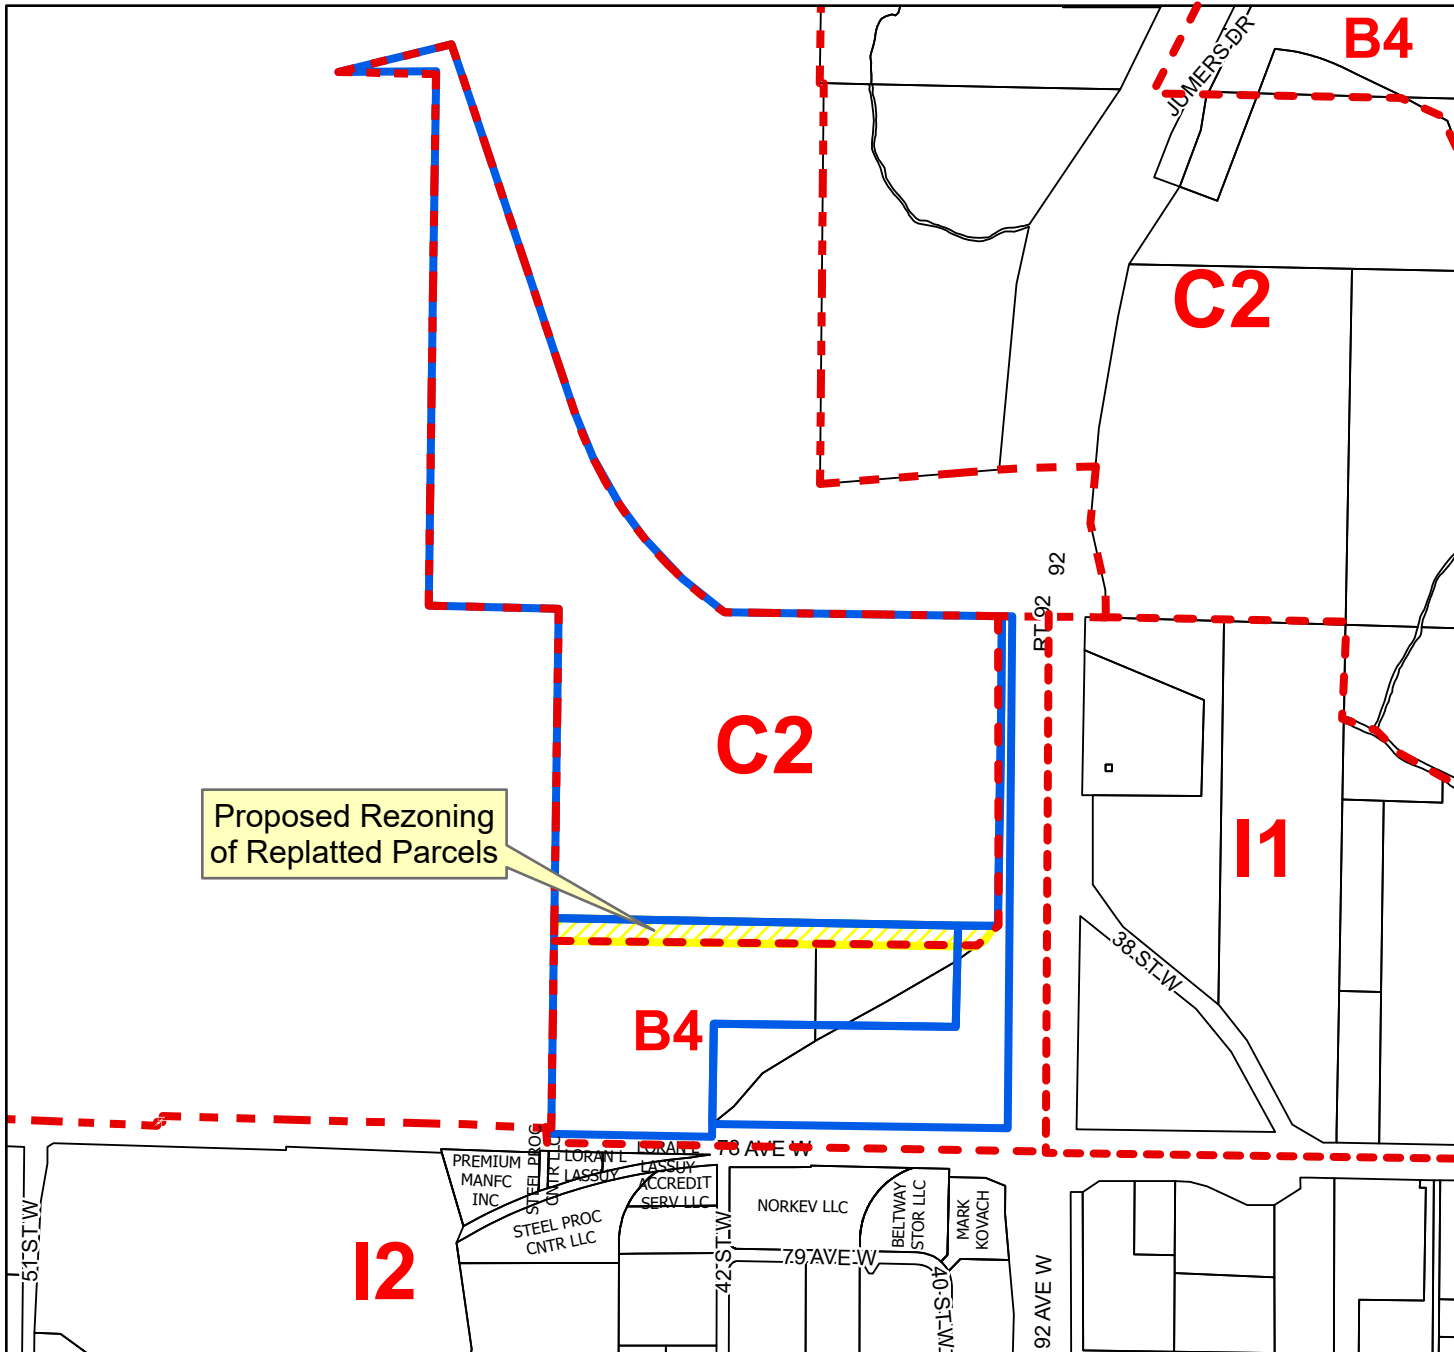 B4
JUMERS DR
C2
92
RT 92
C2
Proposed Rezoning
of Replatted Parcels
I1
38 ST W
B4
78 AVE W
PREMIUM
MANFC
INC
STEEL PROC
CNTR LLC
LORAN L
LASSUY
LORAN L
LASSUY
ACCREDIT
SERV LLC
STEEL PROC
CNTR LLC
NORKEV LLC
BELTWAY
STOR LLC
MARK
KOVACH
51 ST W
I2
42 ST W
79 AVE W
40 ST W
92 AVE W